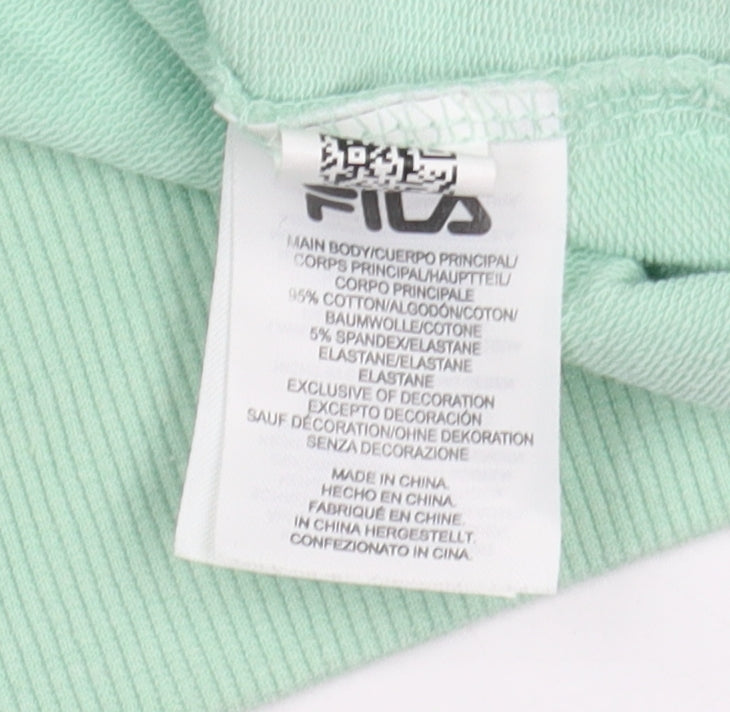 FILA
MAIN BODY/CUERPO PRINCIPAL/
CORPS PRINCIPAL/HAUPTTEIL/
CORPO PRINCIPALE
95% COTTON/ALGODÓN/COTON/
BAUMWOLLE/COTONE
5% SPANDEX/ELASTANE
ELASTANE/ELASTANE
ELASTANE
EXCLUSIVE OF DECORATION
EXCEPTO DECORACIÓN
SAUF DÉCORATION/OHNE DEKORATION
SENZA DECORAZIONE
MADE IN CHINA.
HECHO EN CHINA.
FABRIQUÉ EN CHINE.
IN CHINA HERGESTELLT.
CONFEZIONATO IN CINA.